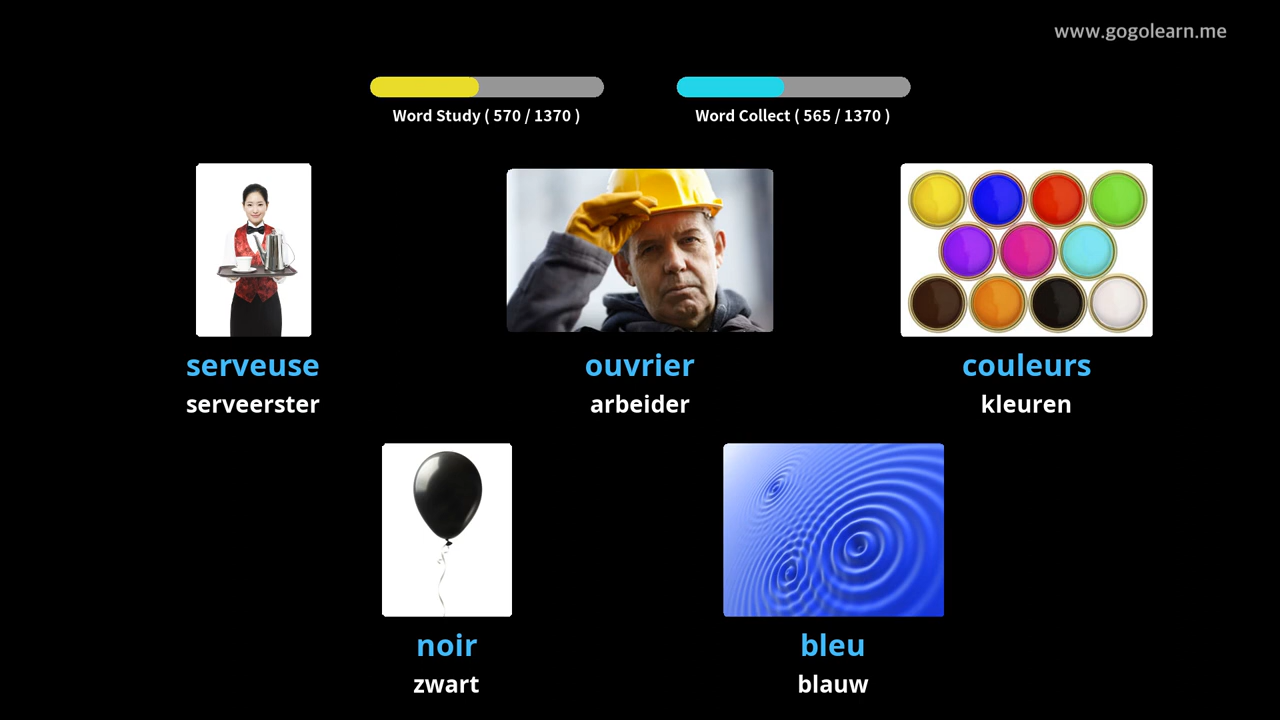 www.gogolearn.me
Word Study ( 570 / 1370 )
Word Collect ( 565 / 1370 )
serveuse
serveerster
ouvrier
arbeider
couleurs
kleuren
noir
zwart
bleu
blauw